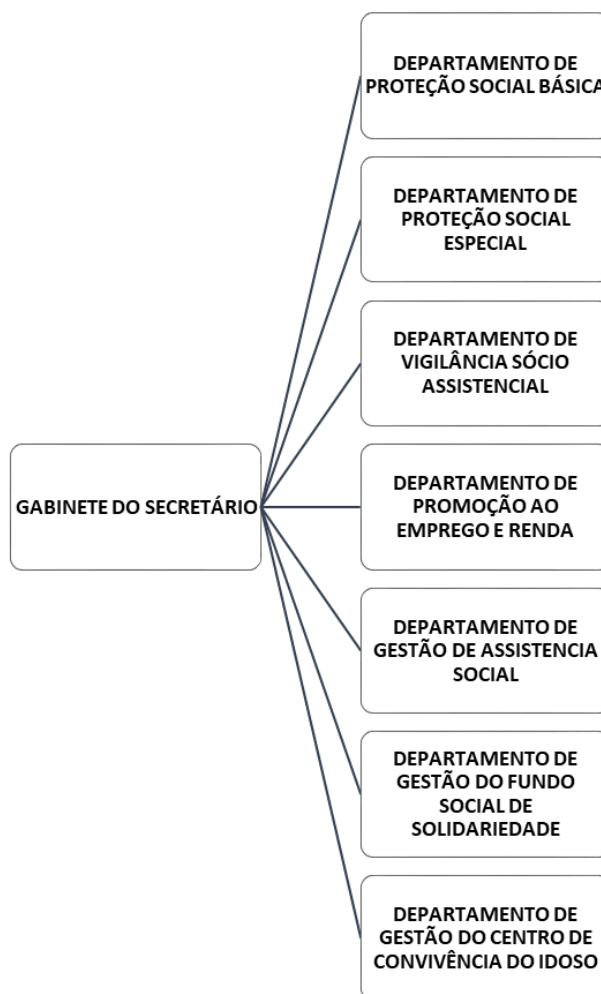 DEPARTAMENTO DE
PROTEÇÃO SOCIAL BÁSICA
DEPARTAMENTO DE
PROTEÇÃO SOCIAL
ESPECIAL
DEPARTAMENTO DE
VIGILÂNCIA SÓCIO
ASSISTENCIAL
GABINETE DO SECRETÁRIO
DEPARTAMENTO DE
PROMOÇÃO AO
EMPREGO E RENDA
DEPARTAMENTO DE
GESTÃO DE ASSISTENCIA
SOCIAL
DEPARTAMENTO DE
GESTÃO DO FUNDO
SOCIAL DE
SOLIDARIEDADE
DEPARTAMENTO DE
GESTÃO DO CENTRO DE
CONVIVÊNCIA DO IDOSO